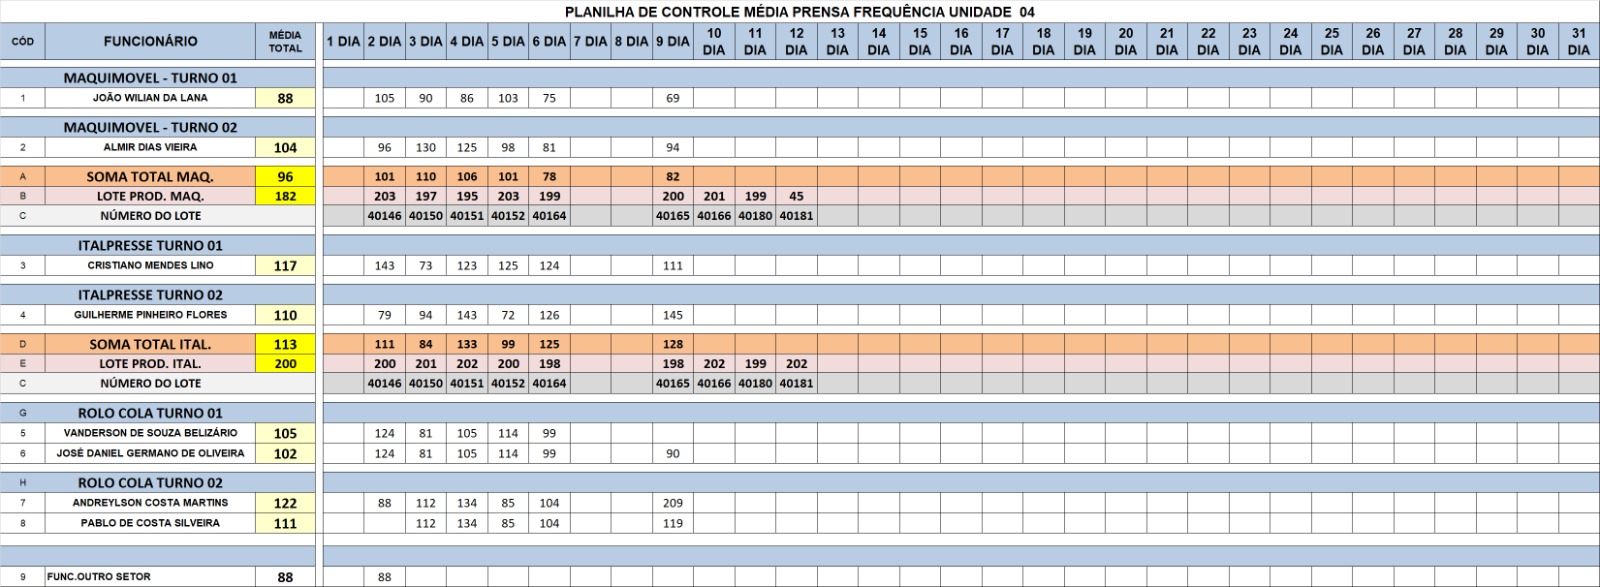 PLANILHA DE CONTROLE MÉDIA PRENSA FREQUÊNCIA UNIDADE 04
CÓD FUNCIONÁRIO MÉDIA TOTAL 1 DIA 2 DIA 3 DIA 4 DIA 5 DIA 6 DIA 7 DIA 8 DIA 9 DIA 10 DIA 11 DIA 12 DIA 13 DIA 14 DIA 15 DIA 16 DIA 17 DIA 18 DIA 19 DIA 20 DIA 21 DIA 22 DIA 23 DIA 24 DIA 25 DIA 26 DIA 27 DIA 28 DIA 29 DIA 30 DIA 31 DIA
MAQUIMOVEL - TURNO 01
1 JOÃO WILIAN DA LANA 88 105 90 86 103 75 69
MAQUIMOVEL - TURNO 02
2 ALMIR DIAS VIEIRA 104 96 130 125 98 81 94
A SOMA TOTAL MAQ. 96 101 110 106 101 78 82
B LOTE PROD. MAQ. 182 203 197 195 203 199 200 201 199 45
C NÚMERO DO LOTE 40146 40150 40151 40152 40164 40165 40166 40180 40181
ITALPRESSE TURNO 01
3 CRISTIANO MENDES LINO 117 143 73 123 125 124 111
ITALPRESSE TURNO 02
4 GUILHERME PINHEIRO FLORES 110 79 94 143 72 126 145
D SOMA TOTAL ITAL. 113 111 84 133 99 125 128
E LOTE PROD. ITAL. 200 200 201 202 200 198 198 202 199 202
C NÚMERO DO LOTE 40146 40150 40151 40152 40164 40165 40166 40180 40181
G ROLO COLA TURNO 01
5 VANDERSON DE SOUZA BELIZÁRIO 105 124 81 105 114 99
6 JOSÉ DANIEL GERMANO DE OLIVEIRA 102 124 81 105 114 99 90
H ROLO COLA TURNO 02
7 ANDREYLSON COSTA MARTINS 122 88 112 134 85 104 209
8 PABLO DE COSTA SILVEIRA 111 112 134 85 104 119
9 FUNC.OUTRO SETOR 88 88